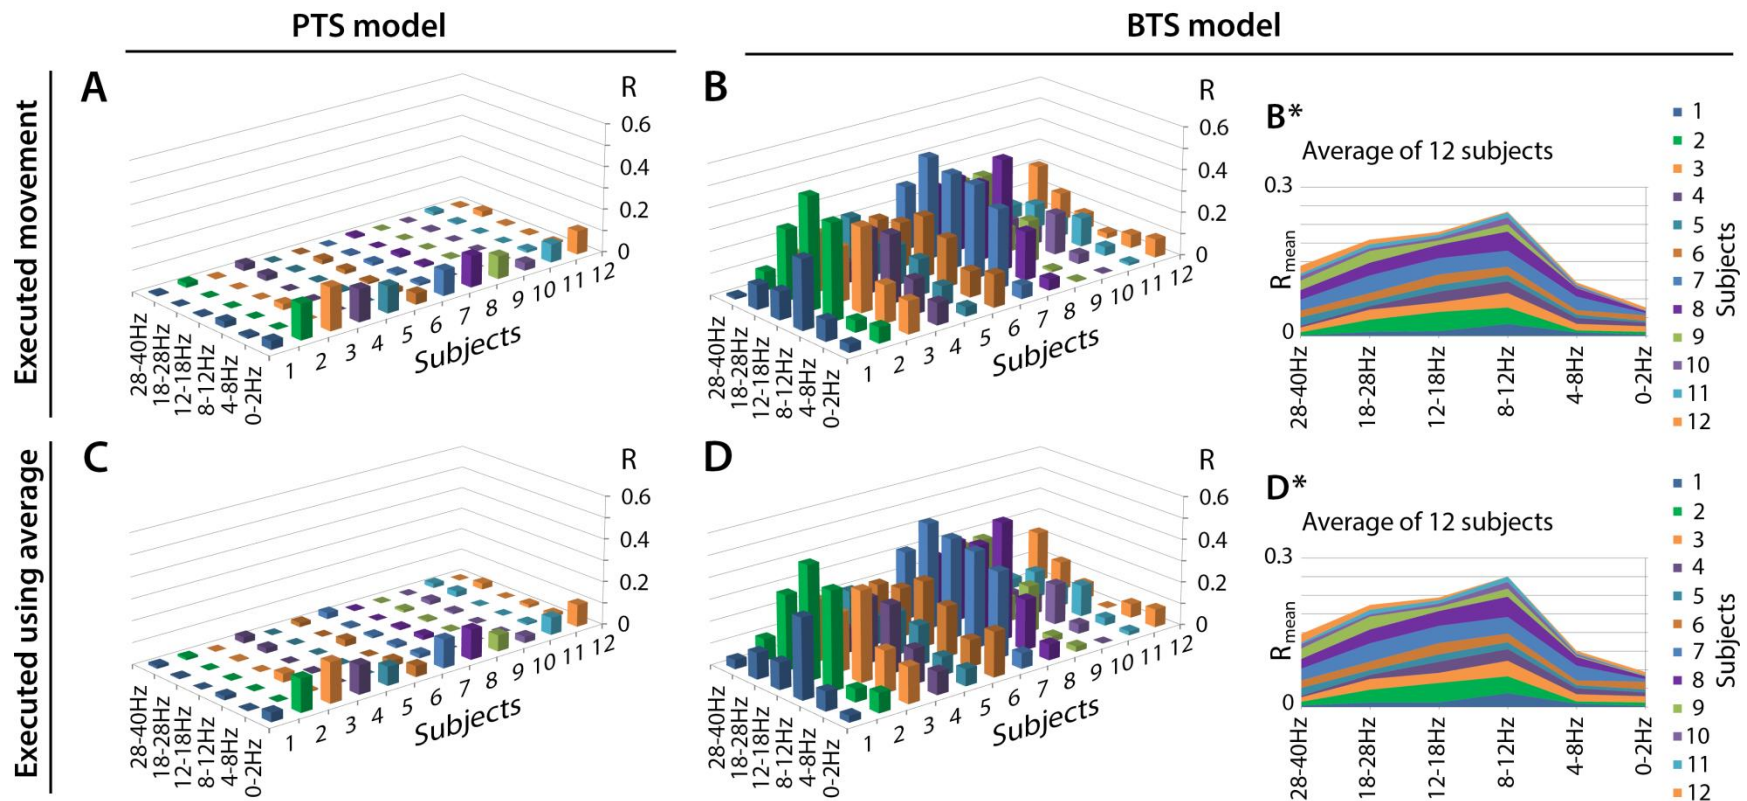 PTS model
BTS model
Executed movement
A
R
0.6
0.4
0.2
0
28-40Hz
18-28Hz
12-18Hz
8-12Hz
4-8Hz
0-2Hz
1
2
3
4
5
6
7
8
9
10
11
12
Subjects
B
R
0.6
0.4
0.2
0
28-40Hz
18-28Hz
12-18Hz
8-12Hz
4-8Hz
0-2Hz
1
2
3
4
5
6
7
8
9
10
11
12
Subjects
B*
Average of 12 subjects
0.3
Rmean
0
28-40Hz
18-28Hz
12-18Hz
8-12Hz
4-8Hz
0-2Hz
Subjects
1
2
3
4
5
6
7
8
9
10
11
12
Executed using average
C
R
0.6
0.4
0.2
0
28-40Hz
18-28Hz
12-18Hz
8-12Hz
4-8Hz
0-2Hz
1
2
3
4
5
6
7
8
9
10
11
12
Subjects
D
R
0.6
0.4
0.2
0
28-40Hz
18-28Hz
12-18Hz
8-12Hz
4-8Hz
0-2Hz
1
2
3
4
5
6
7
8
9
10
11
12
Subjects
D*
Average of 12 subjects
0.3
Rmean
0
28-40Hz
18-28Hz
12-18Hz
8-12Hz
4-8Hz
0-2Hz
Subjects
1
2
3
4
5
6
7
8
9
10
11
12